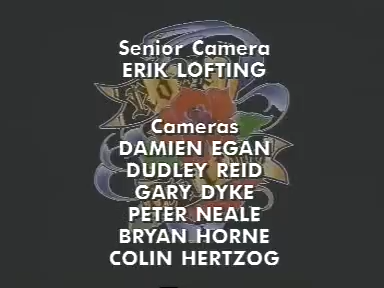 Senior Camera
ERIK LOFTING
Cameras
DAMIEN EGAN
DUDLEY REID
GARY DYKE
PETER NEALE
BRYAN HORNE
COLIN HERTZOG